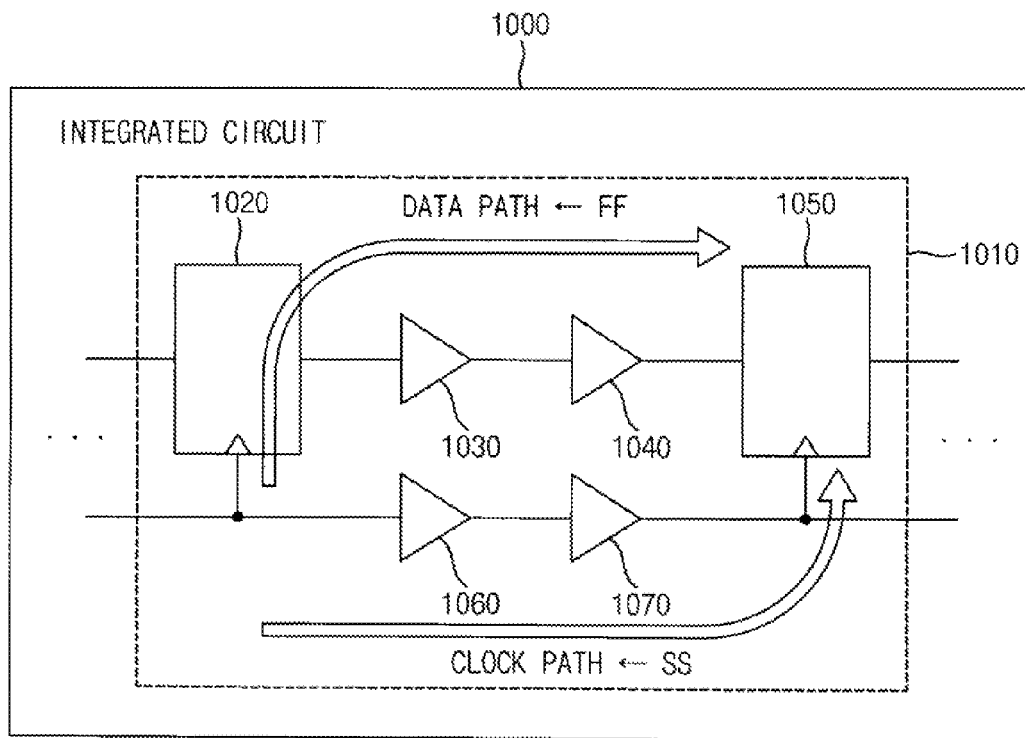 1000
INTEGRATED CIRCUIT
1020
DATA PATH ← FF
1050
1010
1030
1040
. . .
. . .
1060
1070
CLOCK PATH ← SS